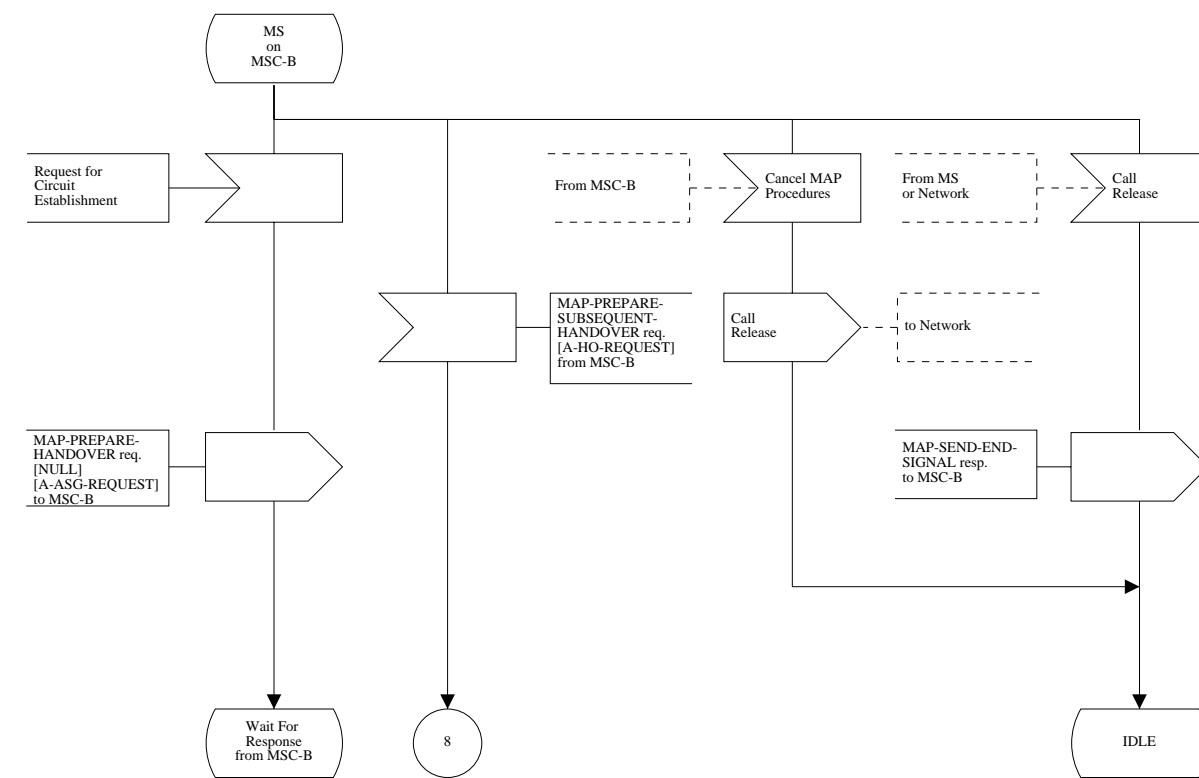 MS
on
MSC-B
Request for
Circuit
Establishment
From MSC-B
Cancel MAP
Procedures
From MS
or Network
Call
Release
MAP-PREPARE-
SUBSEQUENT-
HANDOVER req.
[A-HO-REQUEST]
from MSC-B
Call
Release
to Network
MAP-PREPARE-
HANDOVER req.
[NULL]
[A-ASG-REQUEST]
to MSC-B
MAP-SEND-END-
SIGNAL resp.
to MSC-B
Wait For
Response
from MSC-B
8
IDLE